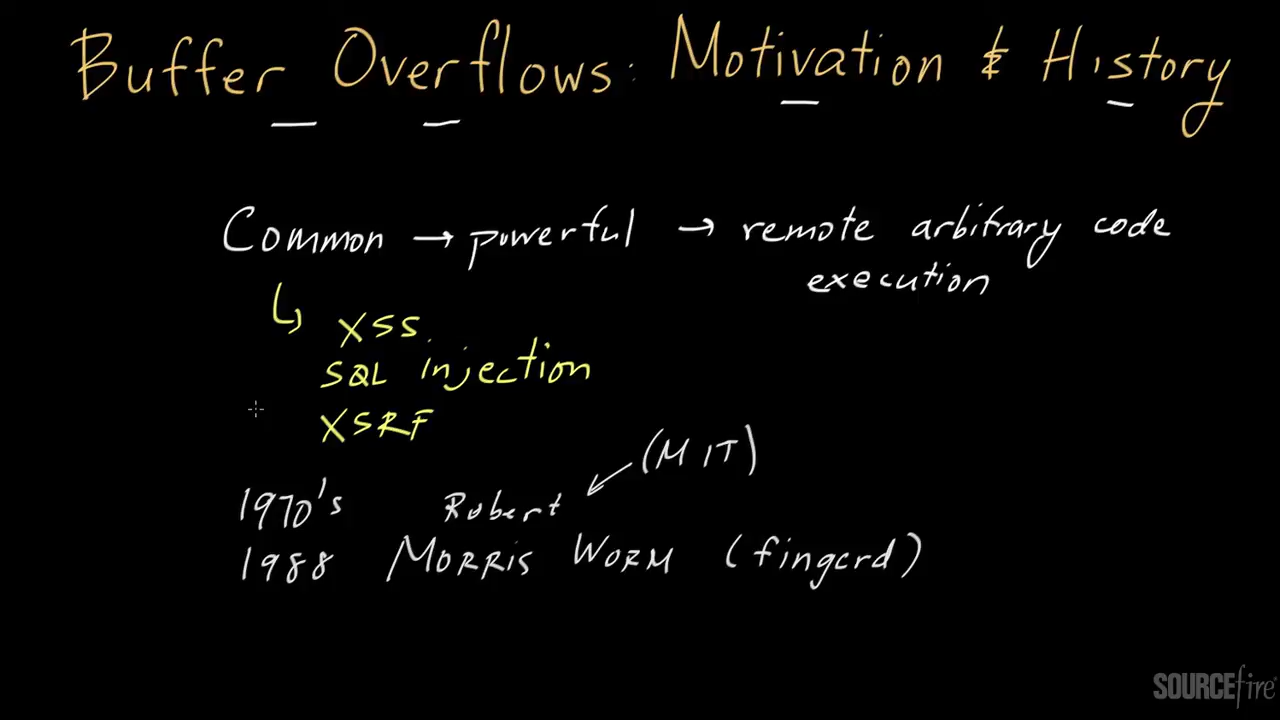 Buffer Overflows: Motivation & History
Common → powerful → remote arbitrary code
execution
↳ XSS.
SQL injection
XSRF
(MIT)
1970's Robert
1988 MORRIS WORM (fingerd)
SOURCEfire